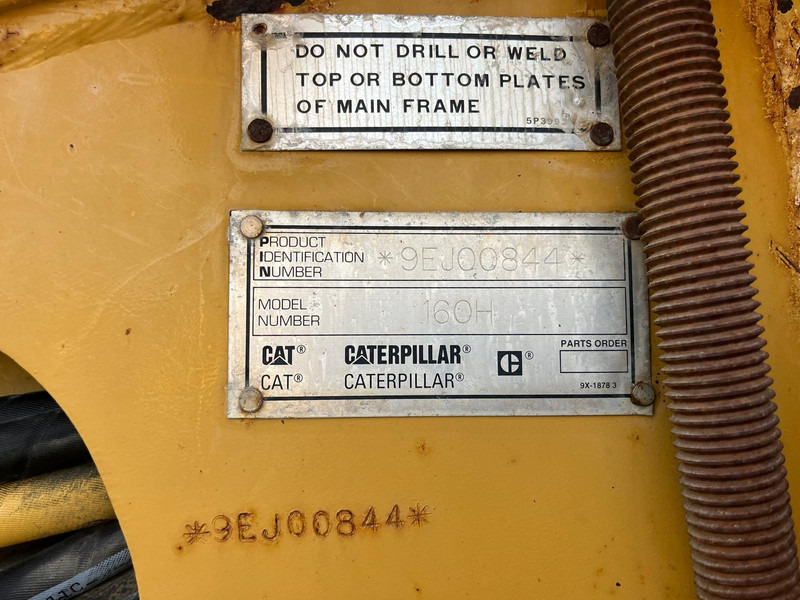 DO NOT DRILL OR WELD
TOP OR BOTTOM PLATES
OF MAIN FRAME
PRODUCT
IDENTIFICATION
NUMBER
*9EJ00844*
MODEL
NUMBER
160H
PARTS ORDER
CAT® CATERPILLAR® C®
CAT® CATERPILLAR®
9X-1878 3
*9EJ00844*